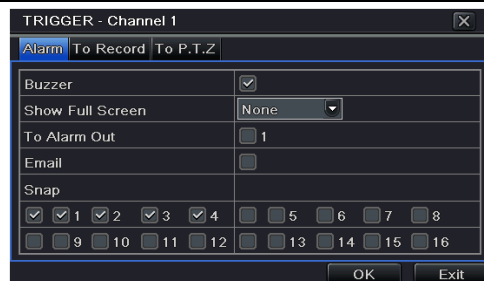 TRIGGER - Channel 1
Alarm To Record To P.T.Z
Buzzer
Show Full Screen None
To Alarm Out 1
Email
Snap
1 2 3 4 5 6 7 8
9 10 11 12 13 14 15 16
OK Exit